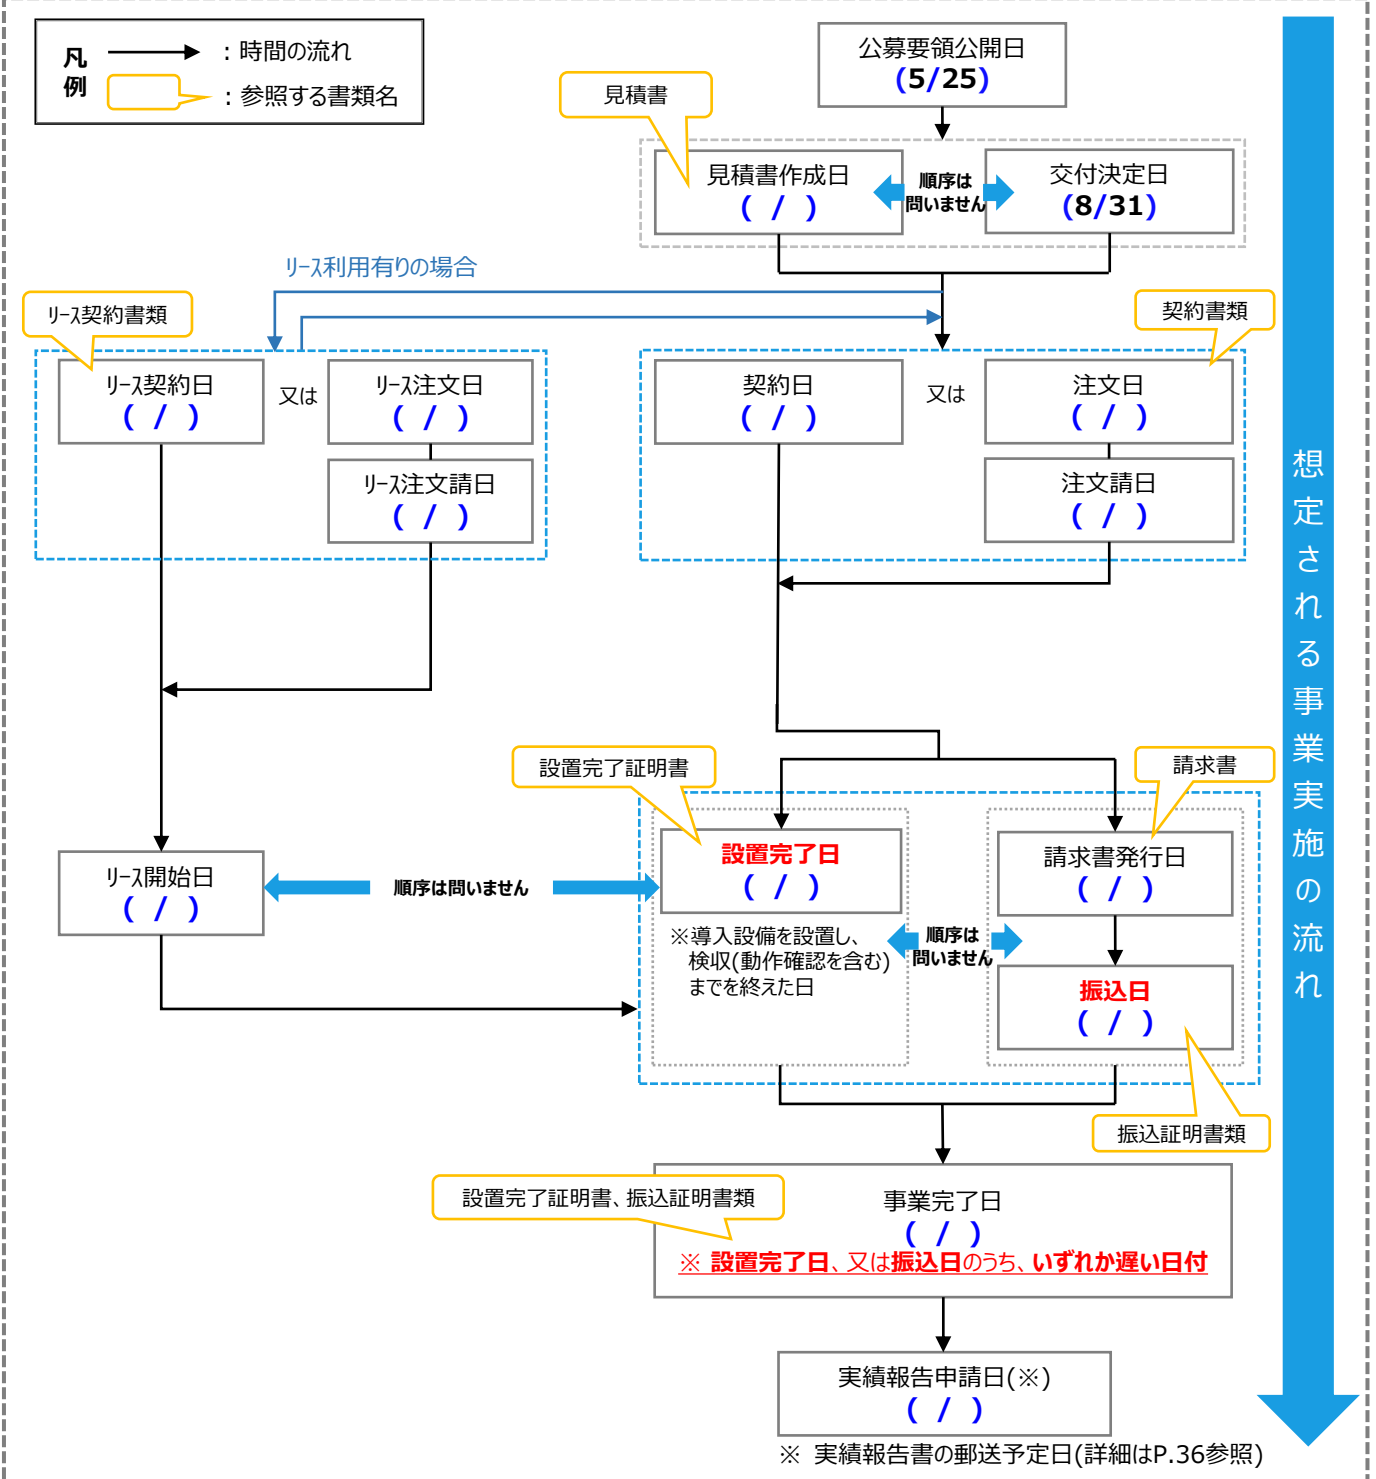 凡
例
：時間の流れ
：参照する書類名
公募要領公開日
(5/25)
見積書
見積書作成日
( / )
順序は
問いません
交付決定日
(8/31)
リース利用有りの場合
リース契約書類
契約書類
リース契約日
( / )
又は
リース注文日
( / )
リース注文請日
( / )
契約日
( / )
又は
注文日
( / )
注文請日
( / )
設置完了証明書
請求書
リース開始日
( / )
順序は問いません
設置完了日
( / )
※導入設備を設置し、
検収(動作確認を含む)
までを終えた日
順序は
問いません
請求書発行日
( / )
振込日
( / )
振込証明書類
設置完了証明書、振込証明書類
事業完了日
( / )
※ 設置完了日、又は振込日のうち、いずれか遅い日付
実績報告申請日(※)
( / )
※ 実績報告書の郵送予定日(詳細はP.36参照)
想定される事業実施の流れ